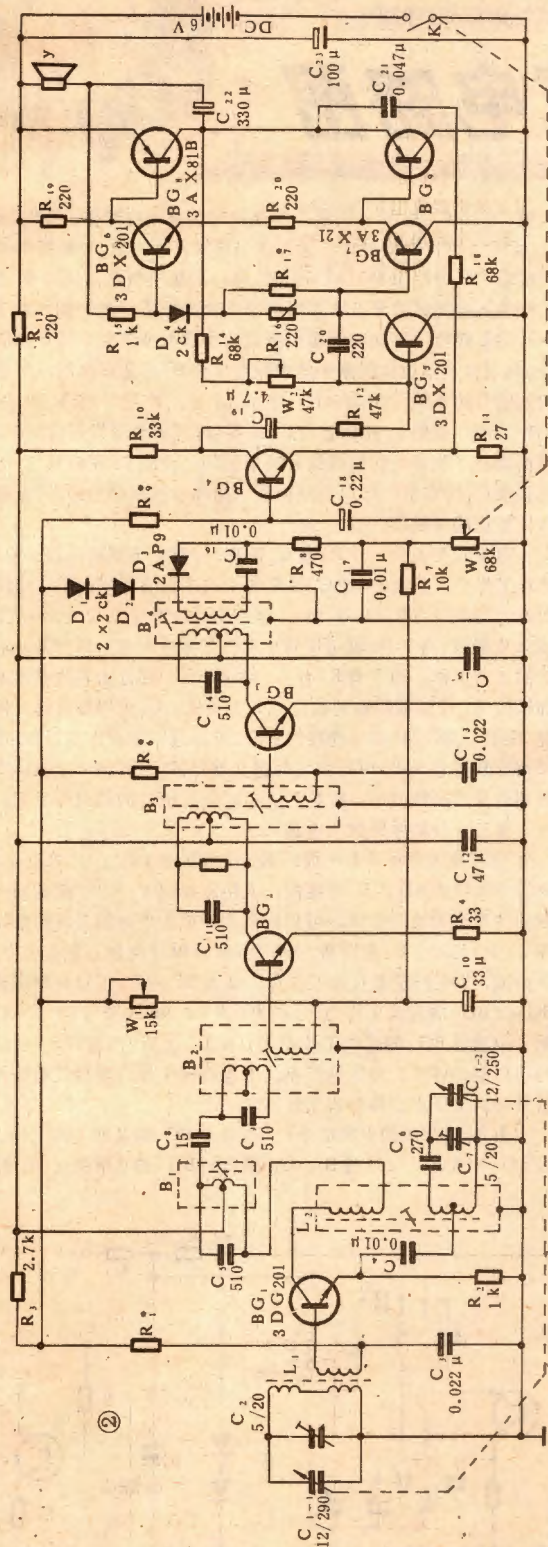 ②
C₁₋₁
12/290
C₂
5/20
L₁
C₃
0.022μ
R₁*
R₂
1k
BG₁
3DG201
C₄
0.01μ
L₂
R₃
2.7k
C₅
510
B₁
C₈
15
C₉
510
B₂
C₆
270
C₇
5/20
C₁₋₂
12/250
W₁
15k
C₁₀
33μ
BG₂
R₄
33
C₁₁
510
B₃
C₁₂
47μ
C₁₃
0.022
R₆*
BG₃
C₁₄
510
B₄
C₁₅
D₁
D₂
2×2ck
D₃
2AP9
C₁₆
0.01μ
R₈
470
C₁₇
0.01μ
R₇
10k
R₉*
C₁₈
0.22μ
W₃
68k
BG₄
R₁₀
33k
R₁₁
27
C₁₉
4.7μ
R₁₂
47k
W₂
47k
R₁₃
220
R₁₄
68k
R₁₅
1k
D₄
2ck
R₁₆
220
R₁₇*
C₂₀
220
BG₅
3DX201
BG₆
3DX201
BG₇
3AX21
R₁₈
68k
R₁₉
220
R₂₀
220
BG₈
3AX81B
BG₉
C₂₁
0.047μ
C₂₂
330μ
Y
C₂₃
100μ
DC 6V
K